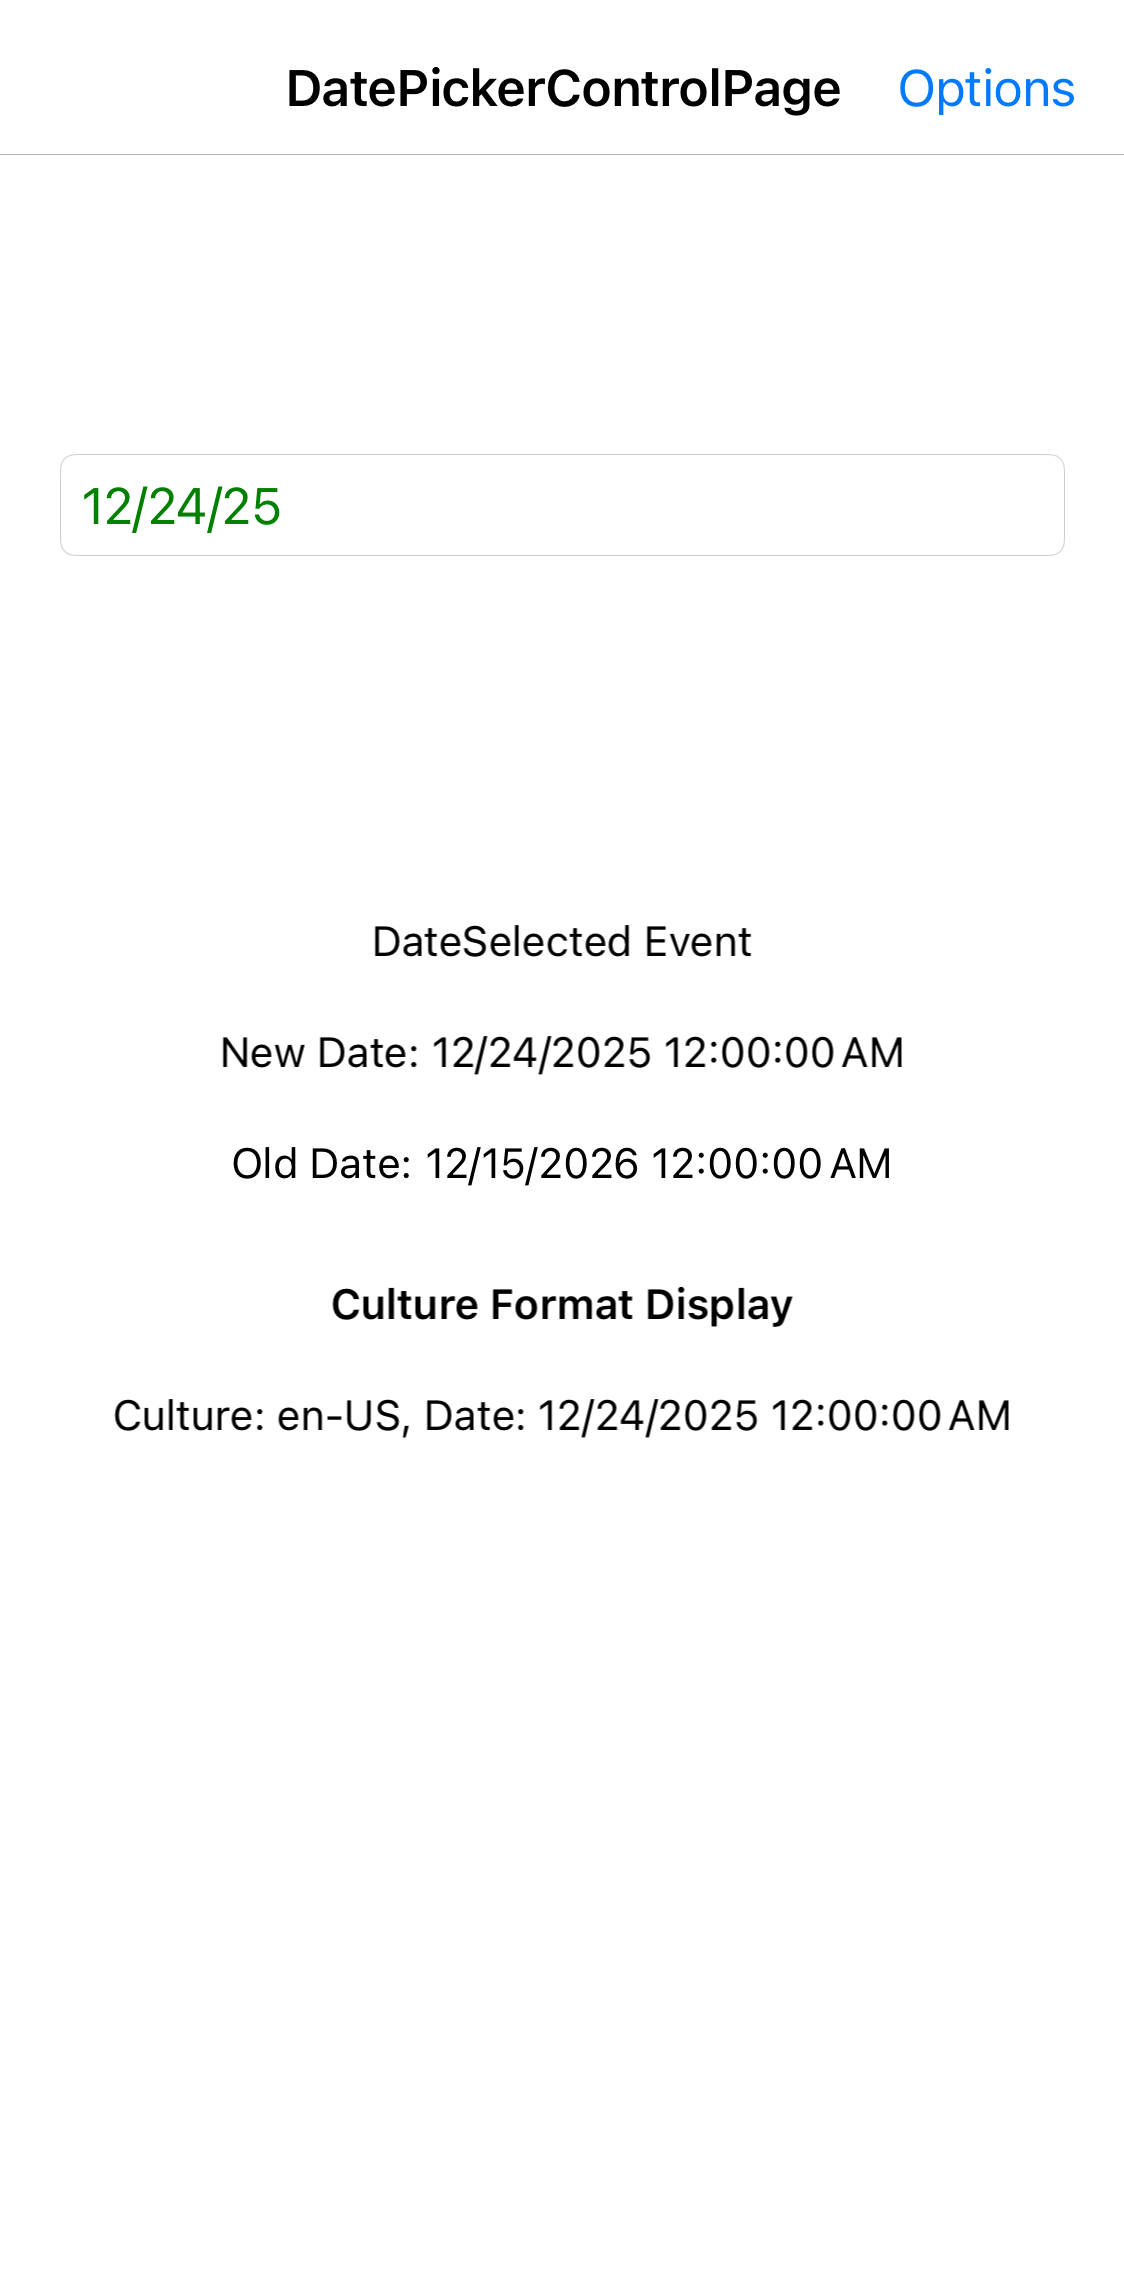 DatePickerControlPage
Options
12/24/25
DateSelected Event
New Date: 12/24/2025 12:00:00 AM
Old Date: 12/15/2026 12:00:00 AM
Culture Format Display
Culture: en-US, Date: 12/24/2025 12:00:00 AM